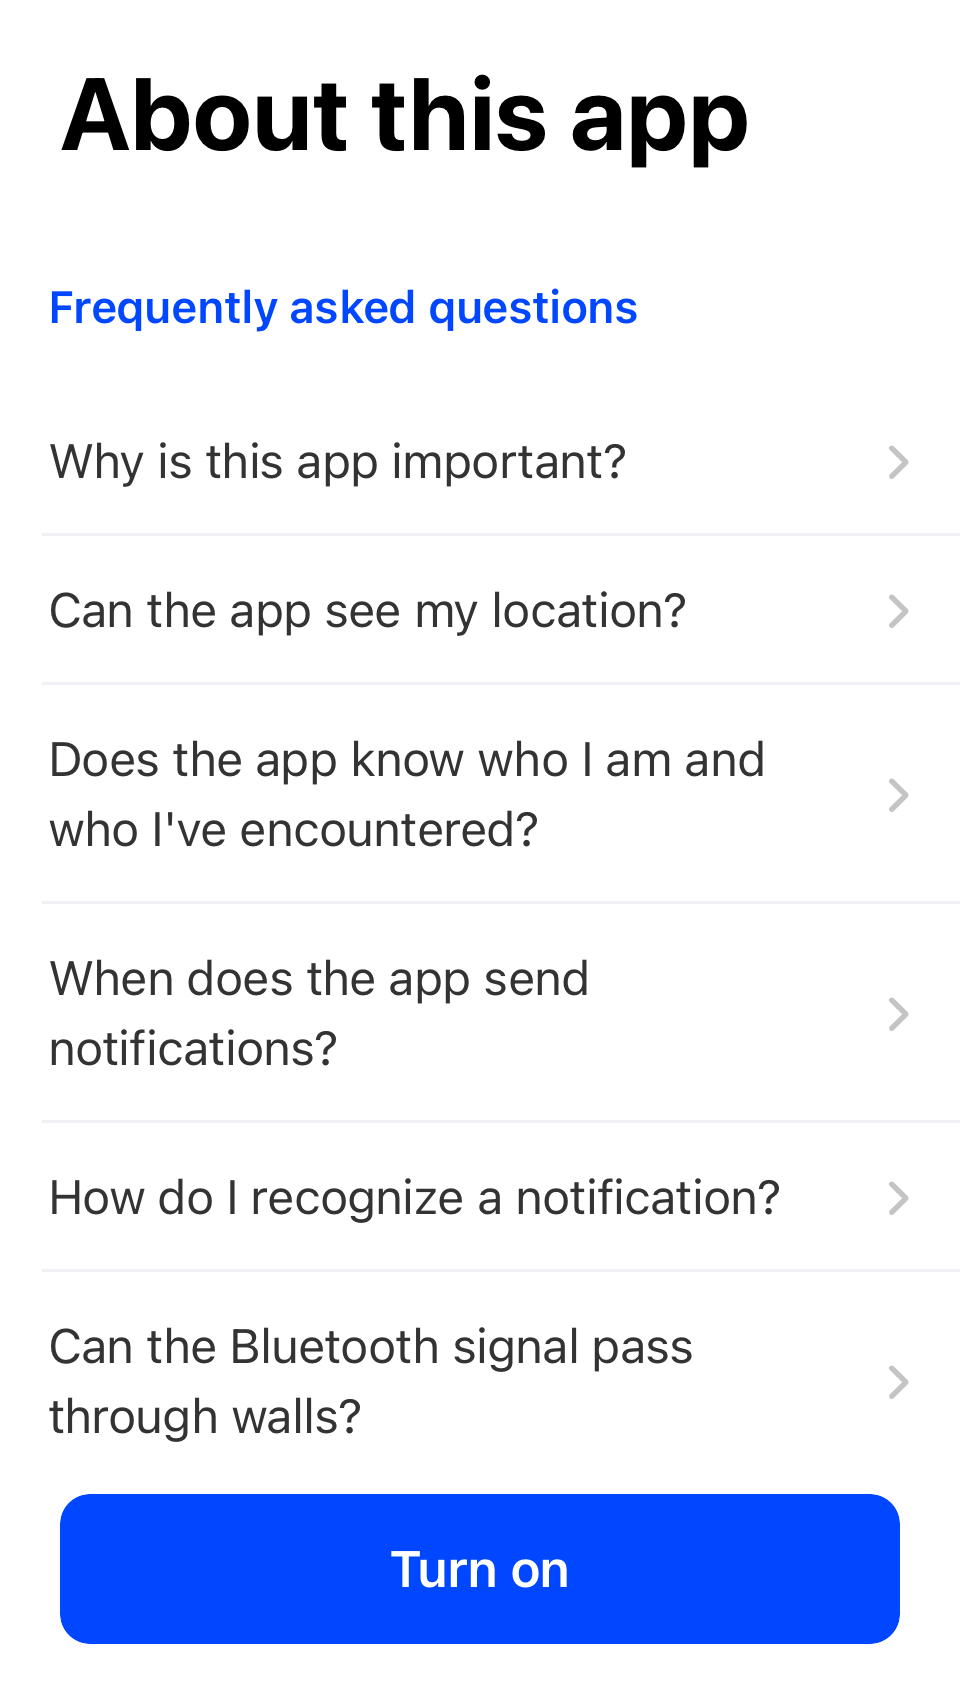 About this app
Frequently asked questions
Why is this app important?
Can the app see my location?
Does the app know who I am and
who I've encountered?
When does the app send
notifications?
How do I recognize a notification?
Can the Bluetooth signal pass
through walls?
Turn on